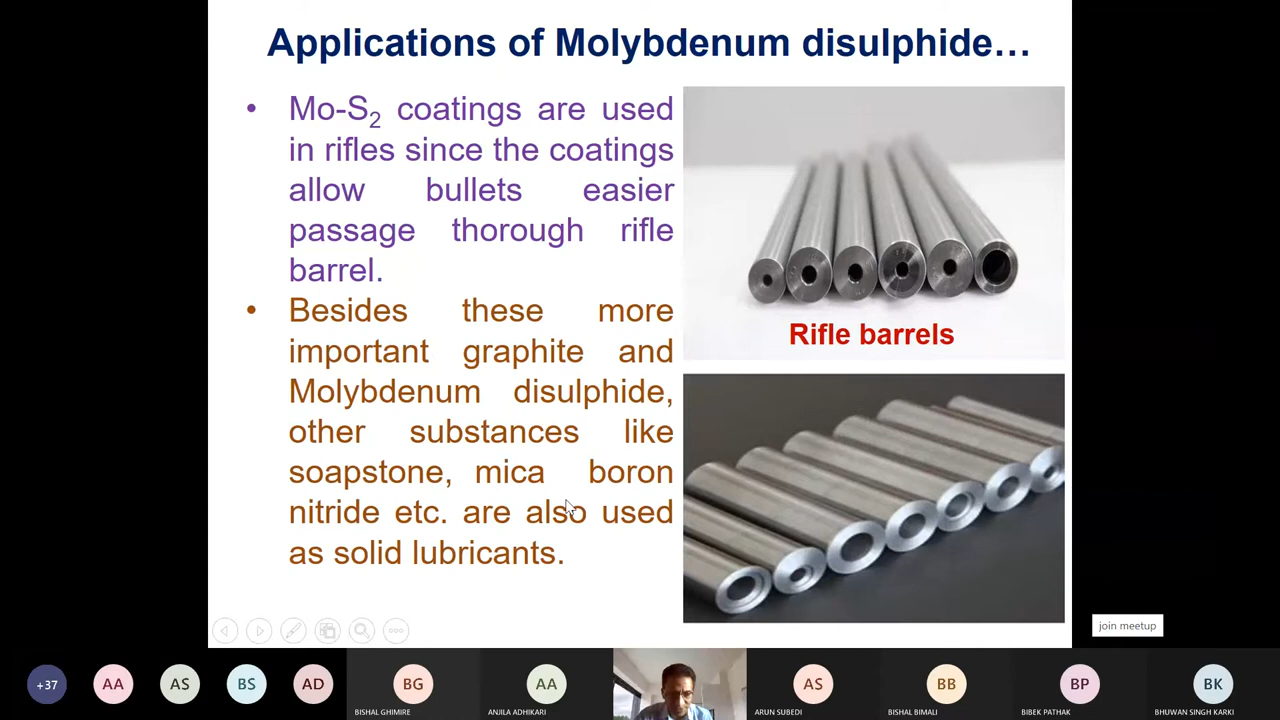 Applications of Molybdenum disulphide…
• Mo-S2 coatings are used
in rifles since the coatings
allow bullets easier
passage thorough rifle
barrel.
• Besides these more
important graphite and
Molybdenum disulphide,
other substances like
soapstone, mica boron
nitride etc. are also used
as solid lubricants.
Rifle barrels
join meetup
+37
AA
AS
BS
AD
BG
BISHAL GHIMIRE
AA
ANJILA ADHIKARI
AS
ARUN SUBEDI
BB
BISHAL BIMALI
BP
BIBEK PATHAK
BK
BHUWAN SINGH KARKI